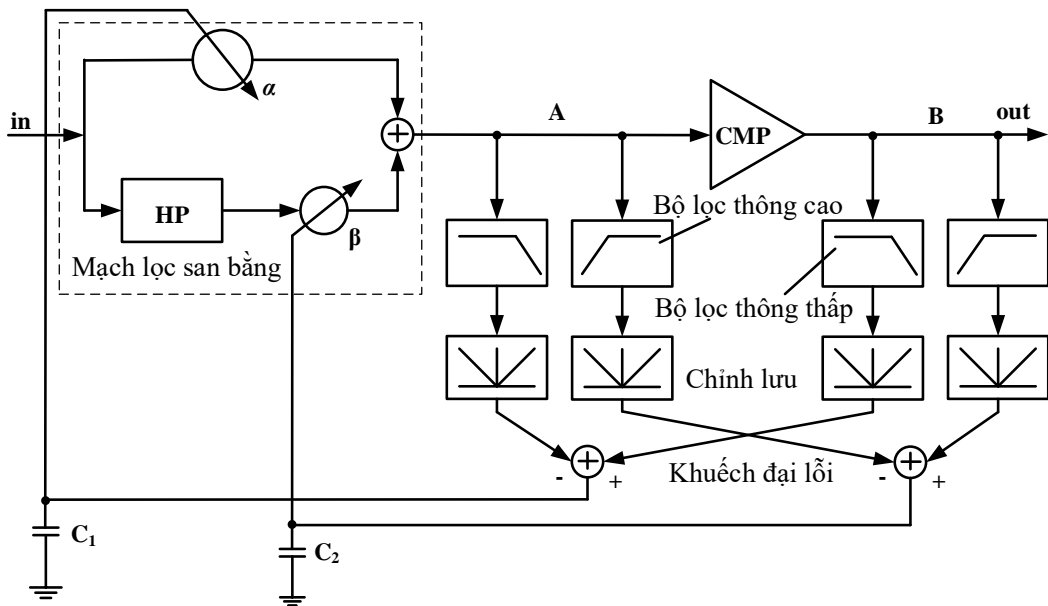 α
in
A
CMP
B
out
HP
β
Bộ lọc thông cao
Mạch lọc san bằng
Bộ lọc thông thấp
Chỉnh lưu
- +
Khuếch đại lỗi
- +
C1
C2